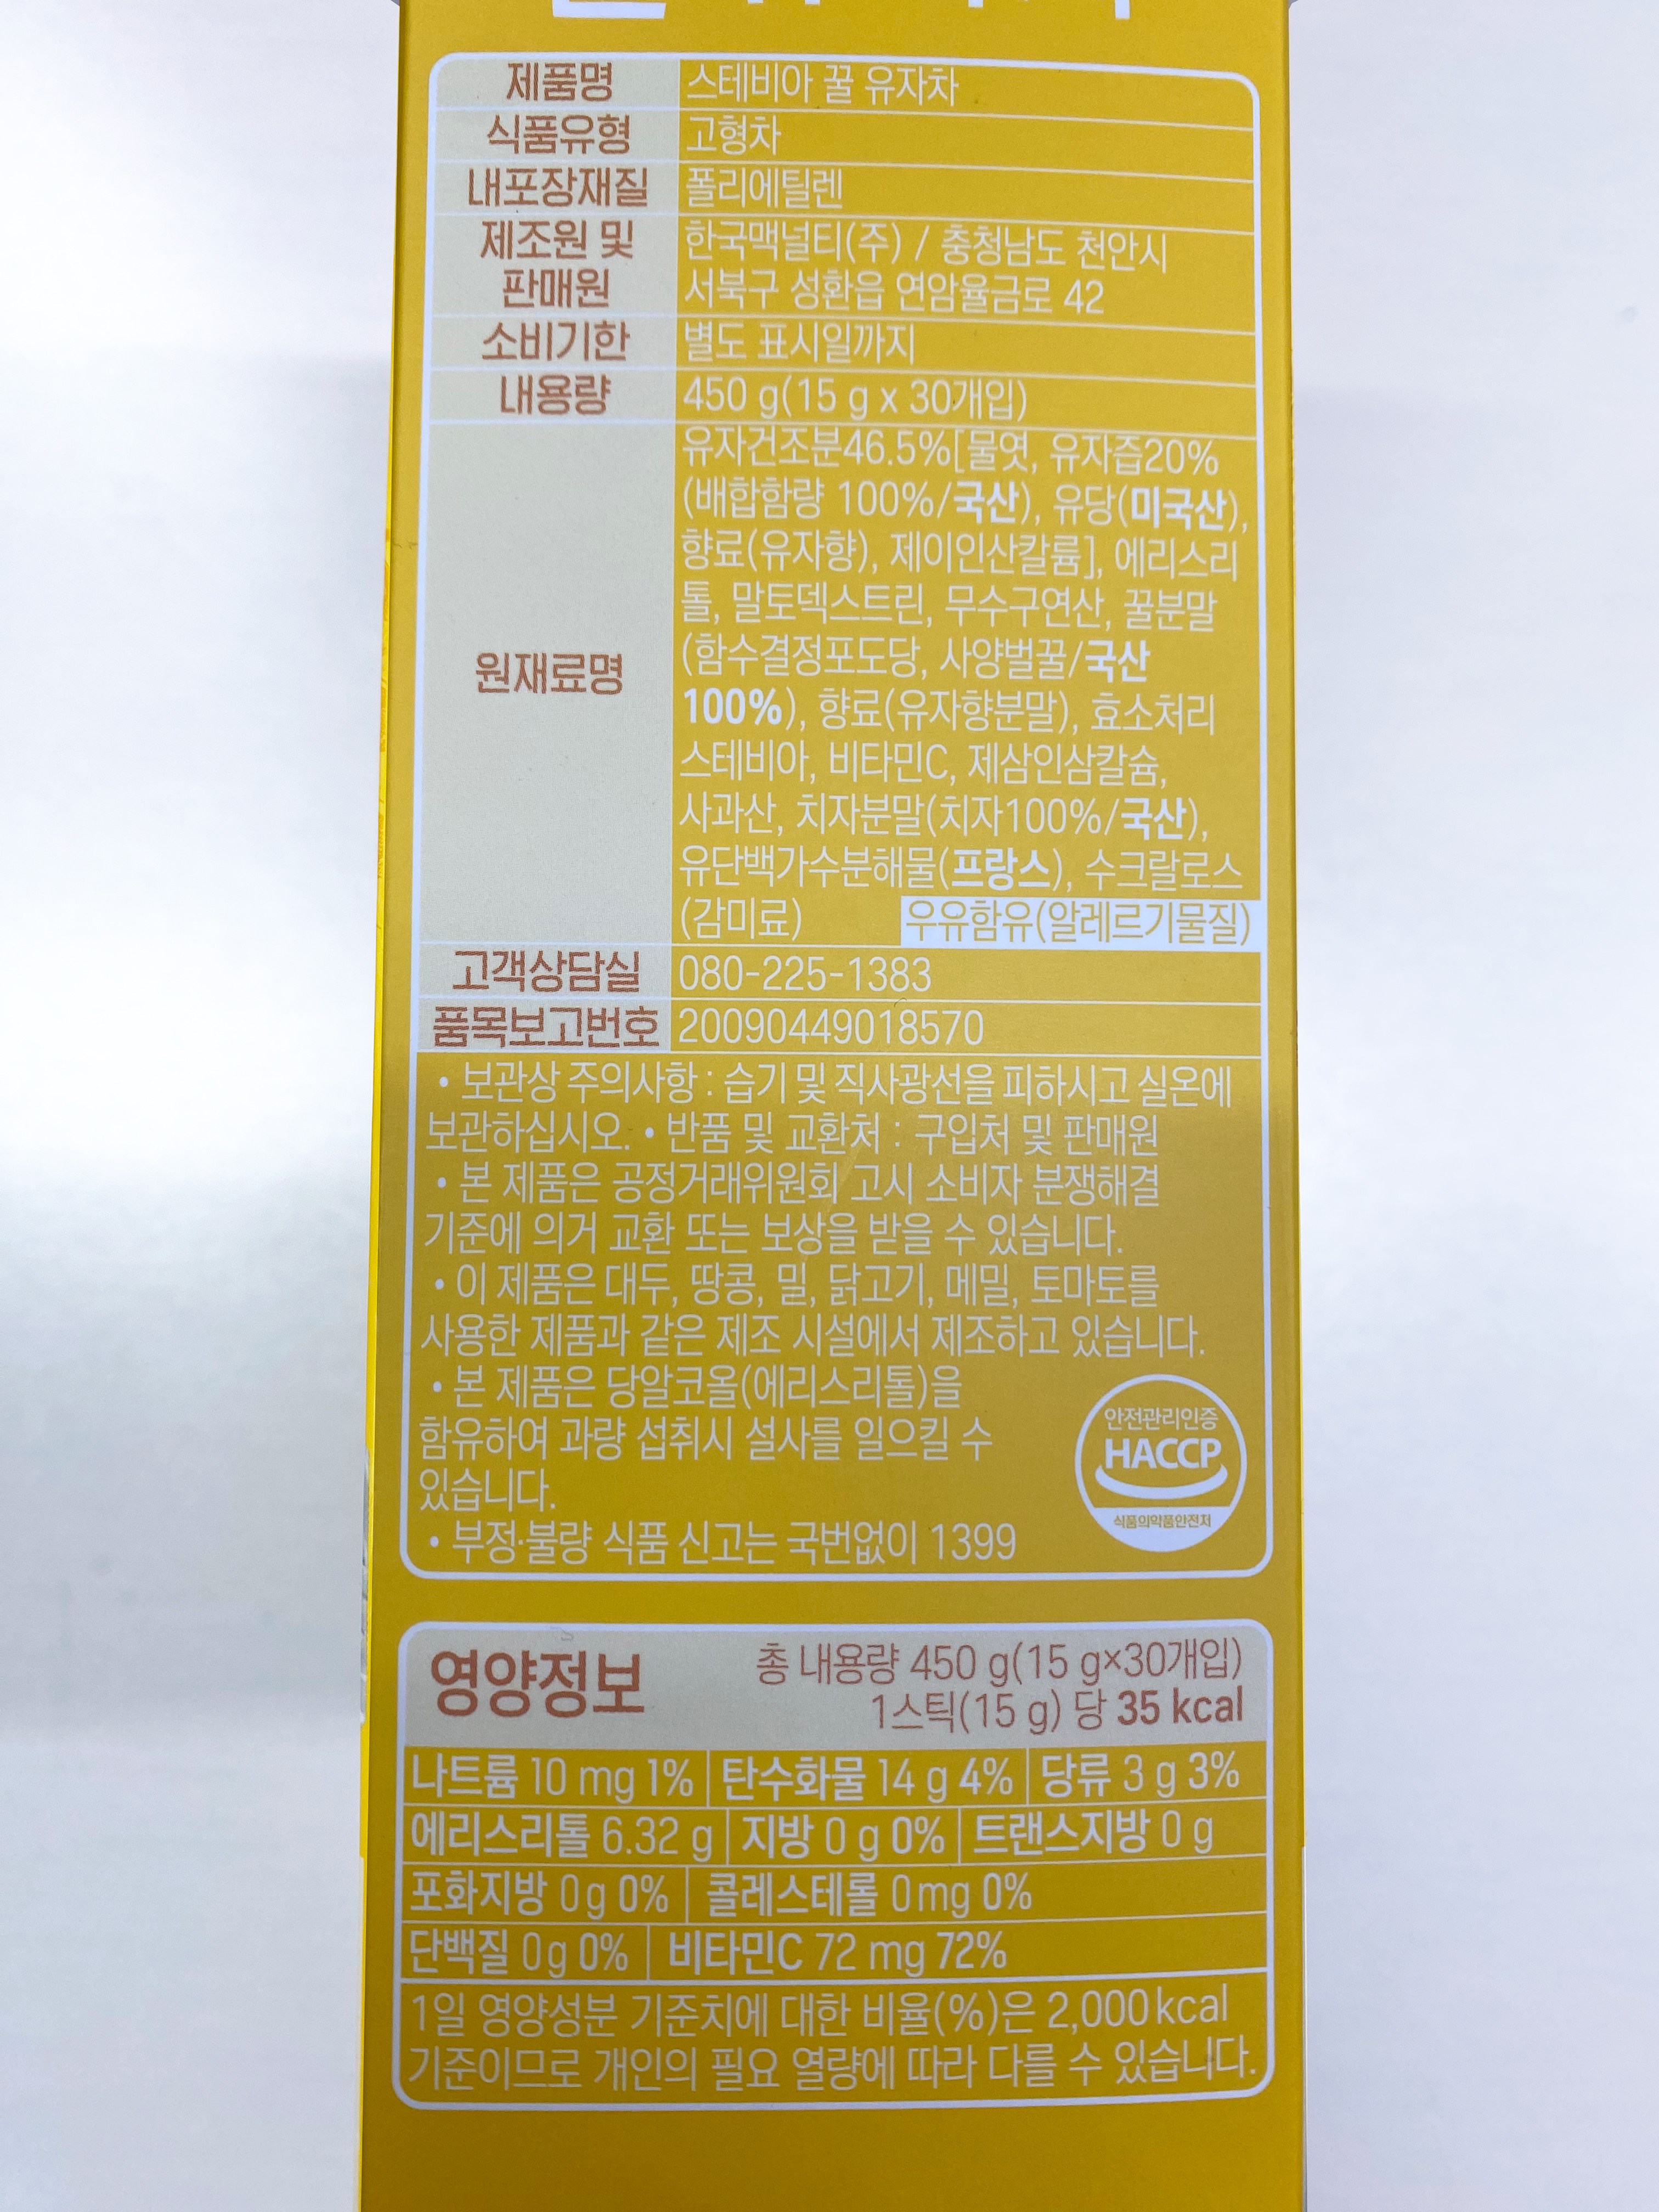 제품명 스테비아 꿀 유자차
식품유형 고형차
내포장재질 폴리에틸렌
제조원 및 판매원 한국맥널티(주) / 충청남도 천안시
서북구 성환읍 연암율금로 42
소비기한 별도 표시일까지
내용량 450 g(15 g x 30개입)
원재료명
유자건조분46.5%[물엿, 유자즙20%
(배합함량 100%/국산), 유당(미국산),
향료(유자향), 제이인산칼륨], 에리스리
톨, 말토덱스트린, 무수구연산, 꿀분말
(함수결정포도당, 사양벌꿀/국산
100%), 향료(유자향분말), 효소처리
스테비아, 비타민C, 제삼인삼칼슘,
사과산, 치자분말(치자100%/국산),
유단백가수분해물(프랑스), 수크랄로스
(감미료) 우유함유(알레르기물질)
고객상담실 080-225-1383
품목보고번호 20090449018570
• 보관상 주의사항 : 습기 및 직사광선을 피하시고 실온에
보관하십시오. • 반품 및 교환처 : 구입처 및 판매원
• 본 제품은 공정거래위원회 고시 소비자 분쟁해결
기준에 의거 교환 또는 보상을 받을 수 있습니다.
• 이 제품은 대두, 땅콩, 밀, 닭고기, 메밀, 토마토를
사용한 제품과 같은 제조 시설에서 제조하고 있습니다.
• 본 제품은 당알코올(에리스리톨)을
함유하여 과량 섭취시 설사를 일으킬 수
있습니다.
• 부정·불량 식품 신고는 국번없이 1399
안전관리인증
HACCP
식품의약품안전처
영양정보
총 내용량 450 g(15 g×30개입)
1스틱(15 g) 당 35 kcal
나트륨 10 mg 1% 탄수화물 14 g 4% 당류 3 g 3%
에리스리톨 6.32 g 지방 0 g 0% 트랜스지방 0 g
포화지방 0g 0% 콜레스테롤 0mg 0%
단백질 0g 0% 비타민C 72 mg 72%
1일 영양성분 기준치에 대한 비율(%)은 2,000kcal
기준이므로 개인의 필요 열량에 따라 다를 수 있습니다.